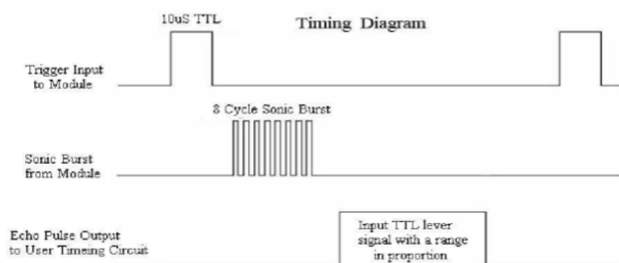 10uS TTL
Timing Diagram
Trigger Input
to Module
8 Cycle Sonic Burst
Sonic Burst
from Module
Echo Pulse Output
to User Timeing Circuit
Input TTL lever
signal with a range
in proportion